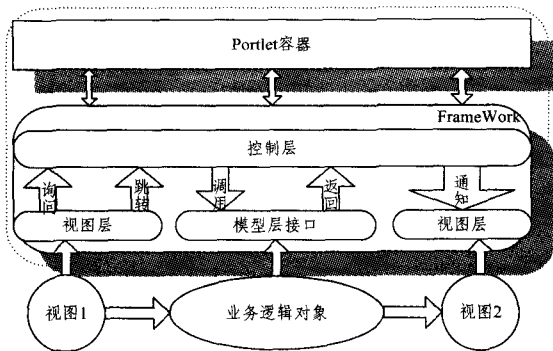 Portlet容器
FrameWork
控制层
询问
跳转
调用
返回
通知
视图层
模型层接口
视图层
视图1
业务逻辑对象
视图2